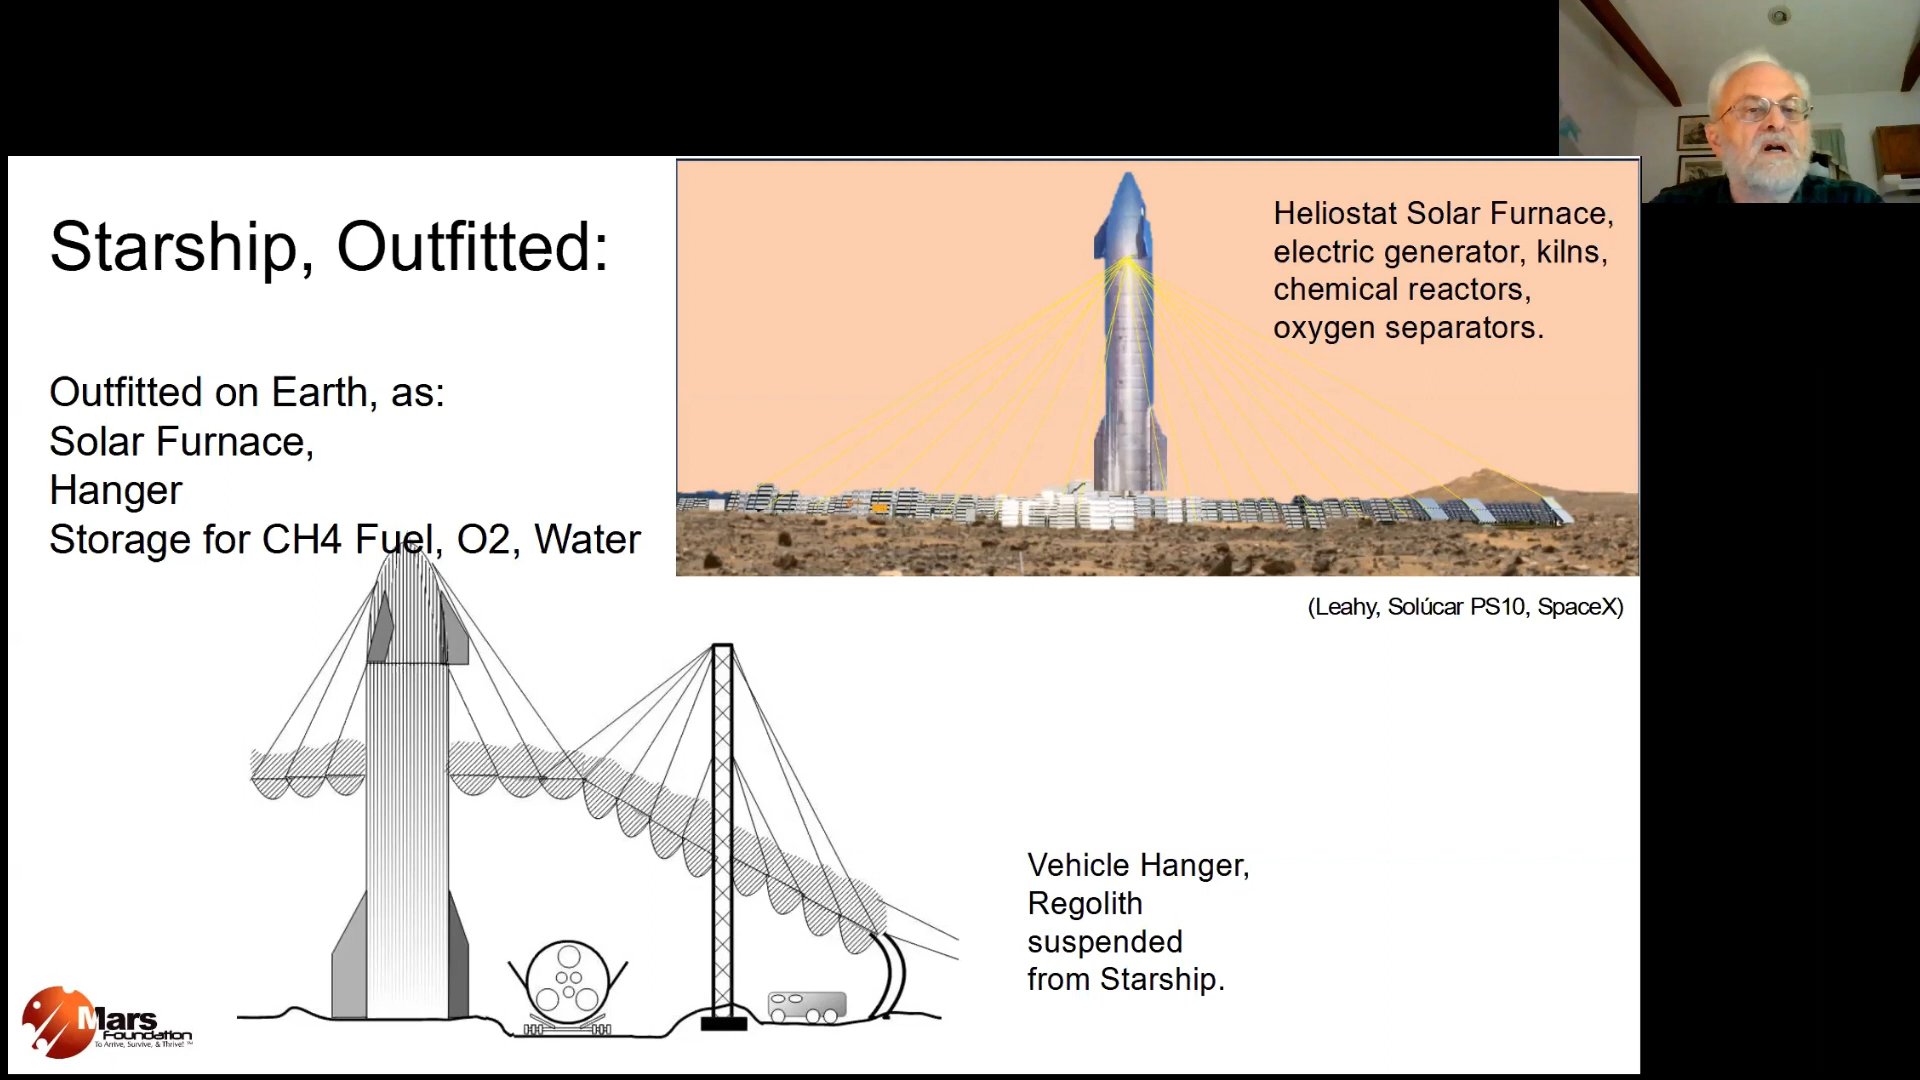 Starship, Outfitted:
Outfitted on Earth, as:
Solar Furnace,
Hanger
Storage for CH4 Fuel, O2, Water
Heliostat Solar Furnace,
electric generator, kilns,
chemical reactors,
oxygen separators.
(Leahy, Solúcar PS10, SpaceX)
Vehicle Hanger,
Regolith
suspended
from Starship.
Mars
Foundation
To Arrive, Survive, & Thrive! ™